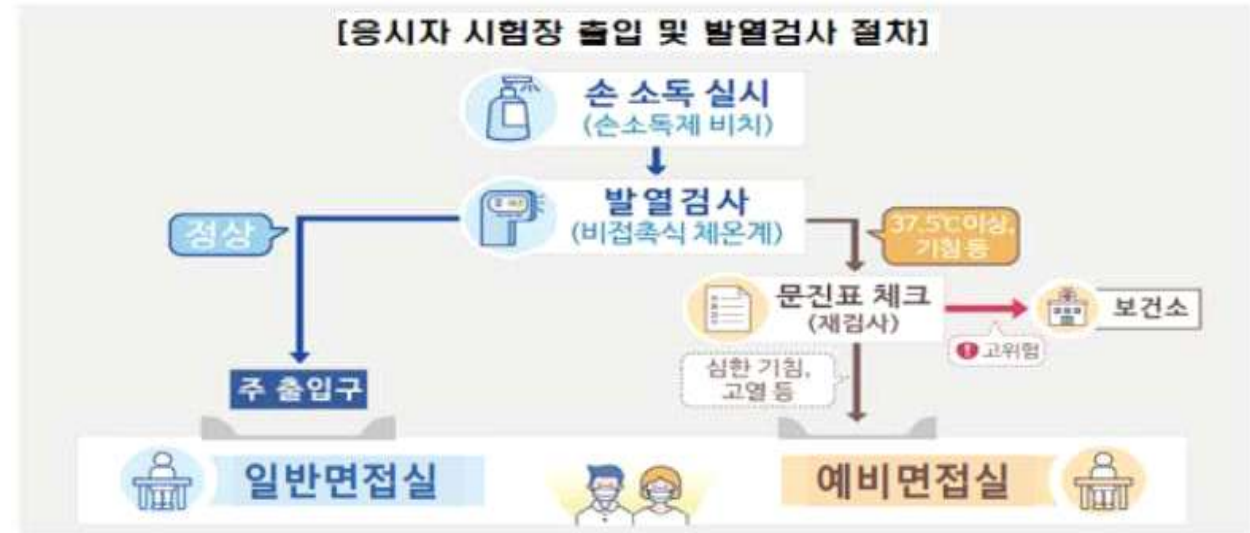 [응시자 시험장 출입 및 발열검사 절차]
손 소독 실시
(손소독제 비치)
발열검사
(비접촉식 체온계)
정상
37.5℃이상,
기침 등
문진표 체크
(재검사)
보건소
고위험
심한 기침,
고열 등
주 출입구
일반면접실
예비면접실